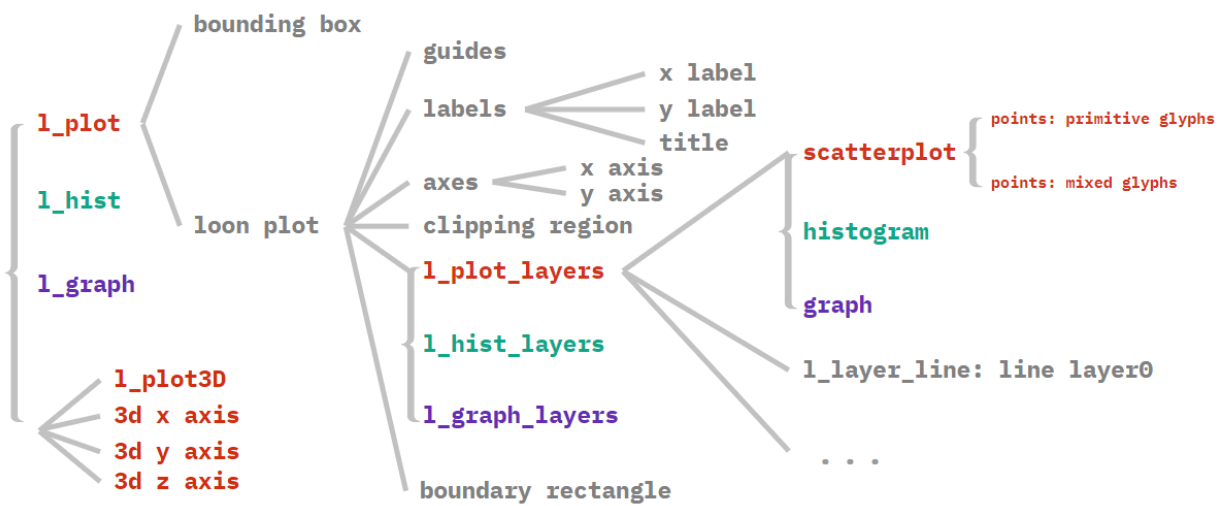 l_plot
l_hist
l_graph
l_plot3D
3d x axis
3d y axis
3d z axis
bounding box
loon plot
guides
labels
x label
y label
title
axes
x axis
y axis
clipping region
l_plot_layers
l_hist_layers
l_graph_layers
boundary rectangle
scatterplot
points: primitive glyphs
points: mixed glyphs
histogram
graph
l_layer_line: line layer0
...